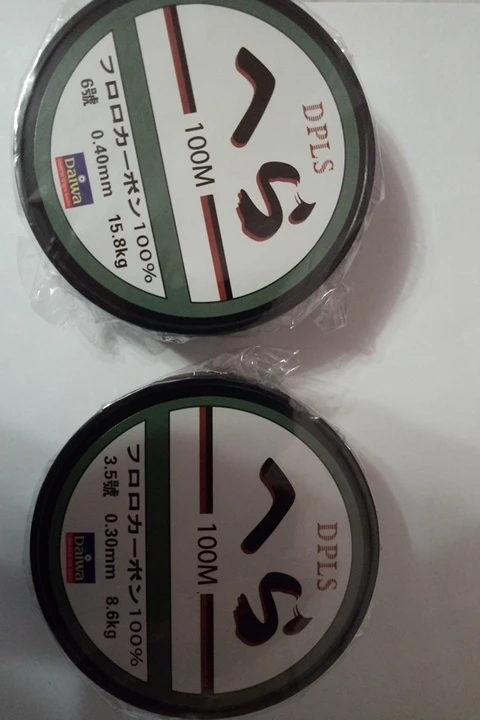 DPLS
へら
100M
フロロカーボン100%
6號 0.40mm 15.8kg
Daiwa
DPLS
へら
100M
フロロカーボン100%
3.5號 0.30mm 8.6kg
Daiwa